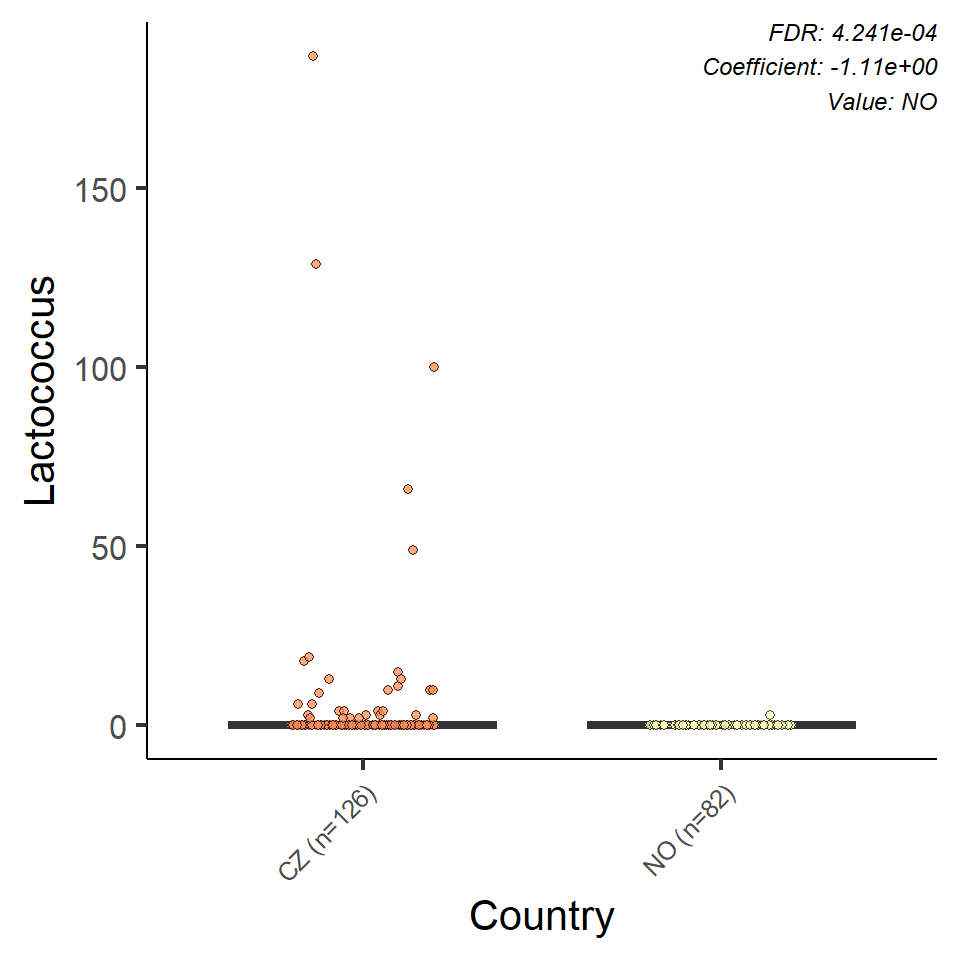 FDR: 4.241e-04
Coefficient: -1.11e+00
Value: NO
Lactococcus
150
100
50
0
CZ (n=126)
NO (n=82)
Country